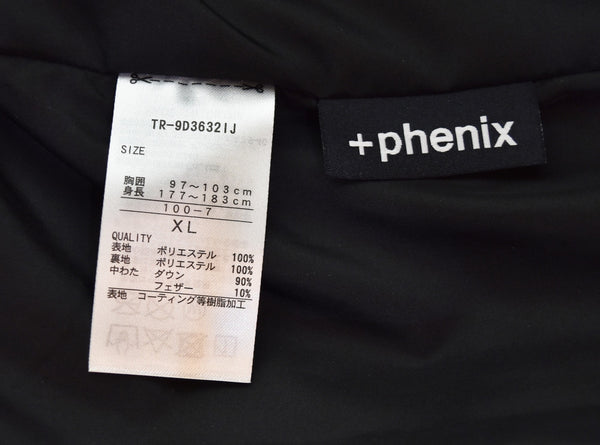 TR-9D3632IJ
SIZE
胸囲 97〜103cm
身長 177〜183cm
100-7
XL
QUALITY
表地 ポリエステル 100%
裏地 ポリエステル 100%
中わた ダウン 90%
フェザー 10%
表地 コーティング等樹脂加工
+phenix